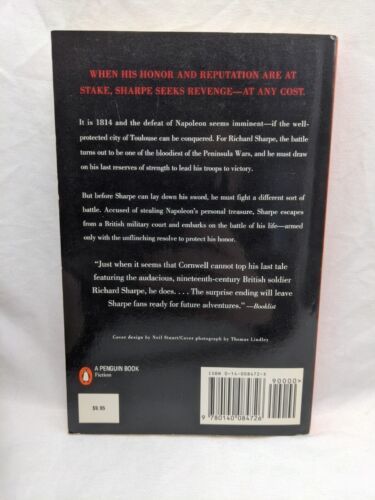 WHEN HIS HONOR AND REPUTATION ARE AT
STAKE, SHARPE SEEKS REVENGE—AT ANY COST.
It is 1814 and the defeat of Napoleon seems imminent—if the well-
protected city of Toulouse can be conquered. For Richard Sharpe, the battle
turns out to be one of the bloodiest of the Peninsula Wars, and he must draw
on his last reserves of strength to lead his troops to victory.
But before Sharpe can lay down his sword, he must fight a different sort of
battle. Accused of stealing Napoleon's personal treasure, Sharpe escapes
from a British military court and embarks on the battle of his life—armed
only with the unflinching resolve to protect his honor.
"Just when it seems that Cornwell cannot top his last tale
featuring the audacious, nineteenth-century British soldier
Richard Sharpe, he does. . . . The surprise ending will leave
Sharpe fans ready for future adventures." —Booklist
Cover design by Neil Stuart/Cover photograph by Thomas Lindley
A PENGUIN BOOK
Fiction
ISBN 0-14-008472-6
90000>
9 780140 084726